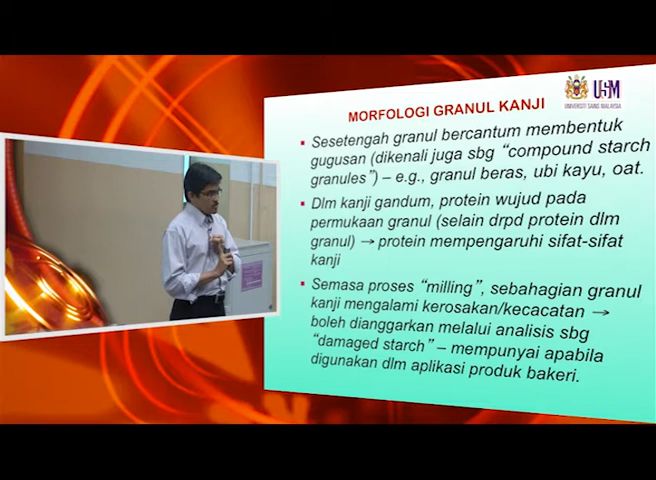 USM
UNIVERSITI SAINS MALAYSIA
MORFOLOGI GRANUL KANJI
Sesetengah granul bercantum membentuk
gugusan (dikenali juga sbg “compound starch
granules”) – e.g., granul beras, ubi kayu, oat.
Dlm kanji gandum, protein wujud pada
permukaan granul (selain drpd protein dlm
granul) → protein mempengaruhi sifat-sifat
kanji
Semasa proses “milling”, sebahagian granul
kanji mengalami kerosakan/kecacatan →
boleh dianggarkan melalui analisis sbg
“damaged starch” – mempunyai apabila
digunakan dlm aplikasi produk bakeri.